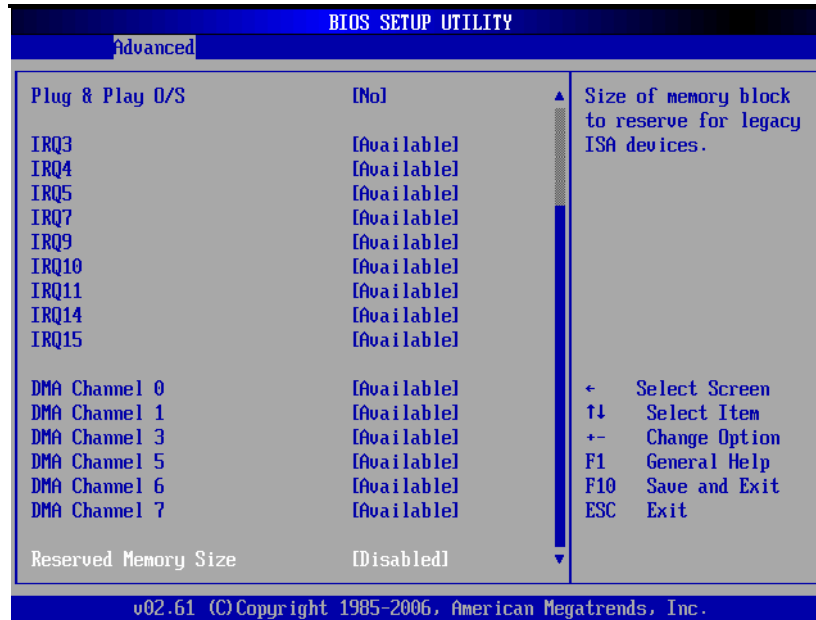 BIOS SETUP UTILITY
Advanced
Plug & Play O/S [No]
IRQ3 [Available]
IRQ4 [Available]
IRQ5 [Available]
IRQ7 [Available]
IRQ9 [Available]
IRQ10 [Available]
IRQ11 [Available]
IRQ14 [Available]
IRQ15 [Available]
DMA Channel 0 [Available]
DMA Channel 1 [Available]
DMA Channel 3 [Available]
DMA Channel 5 [Available]
DMA Channel 6 [Available]
DMA Channel 7 [Available]
Reserved Memory Size [Disabled]
Size of memory block
to reserve for legacy
ISA devices.
← Select Screen
↑↓ Select Item
+- Change Option
F1 General Help
F10 Save and Exit
ESC Exit
v02.61 (C)Copyright 1985-2006, American Megatrends, Inc.